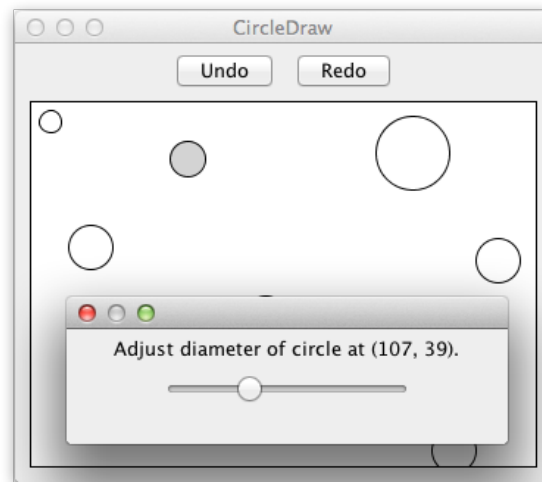 CircleDraw
Undo Redo
Adjust diameter of circle at (107, 39).